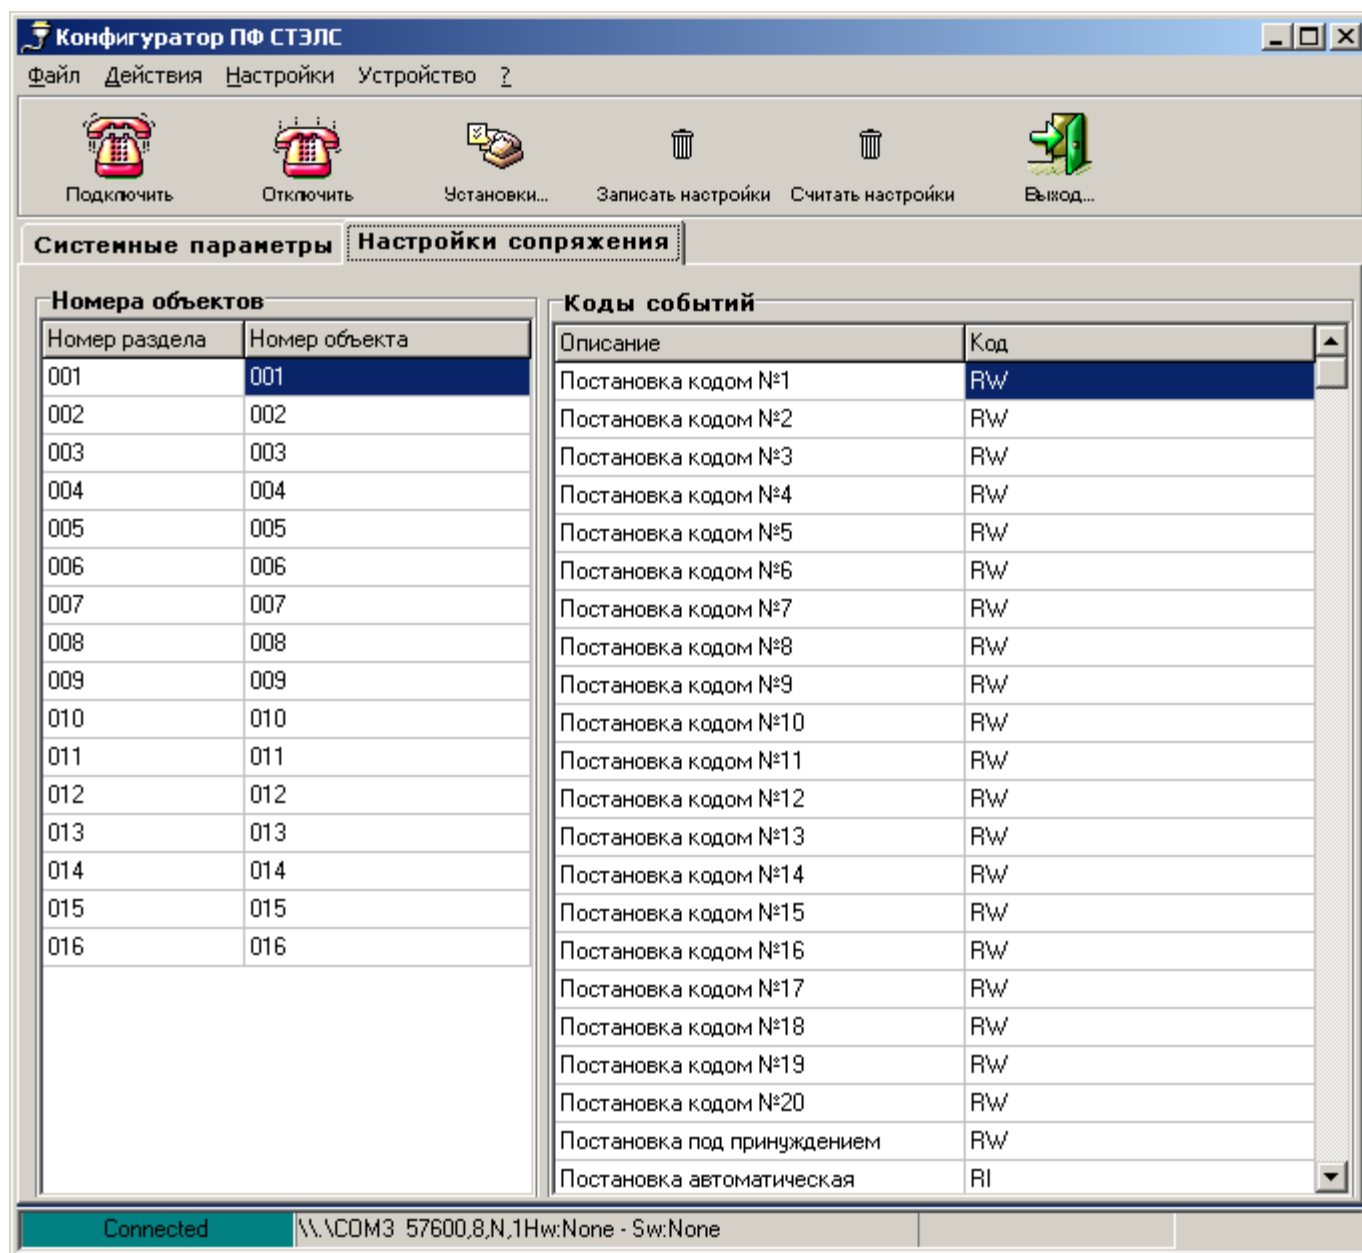 Конфигуратор ПФ СТЭЛС
Файл Действия Настройки Устройство ?
Подключить Отключить Установки... Записать настройки Считать настройки Выход...
Системные параметры Настройки сопряжения
Номера объектов
Номер раздела Номер объекта
001 001
002 002
003 003
004 004
005 005
006 006
007 007
008 008
009 009
010 010
011 011
012 012
013 013
014 014
015 015
016 016
Коды событий
Описание Код
Постановка кодом №1 RW
Постановка кодом №2 RW
Постановка кодом №3 RW
Постановка кодом №4 RW
Постановка кодом №5 RW
Постановка кодом №6 RW
Постановка кодом №7 RW
Постановка кодом №8 RW
Постановка кодом №9 RW
Постановка кодом №10 RW
Постановка кодом №11 RW
Постановка кодом №12 RW
Постановка кодом №13 RW
Постановка кодом №14 RW
Постановка кодом №15 RW
Постановка кодом №16 RW
Постановка кодом №17 RW
Постановка кодом №18 RW
Постановка кодом №19 RW
Постановка кодом №20 RW
Постановка под принуждением RW
Постановка автоматическая RI
Connected \\.\COM3 57600,8,N,1Hw:None - Sw:None